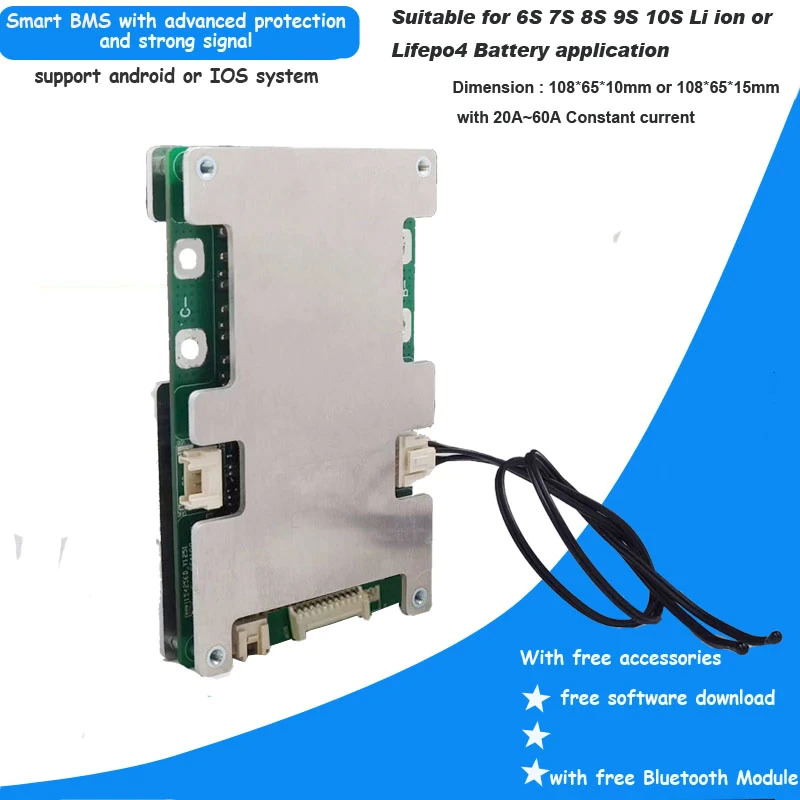 Smart BMS with advanced protection
and strong signal
support android or IOS system
Suitable for 6S 7S 8S 9S 10S Li ion or
Lifepo4 Battery application
Dimension : 108*65*10mm or 108*65*15mm
with 20A~60A Constant current
C-
B-
With free accessories
free software download
with free Bluetooth Module